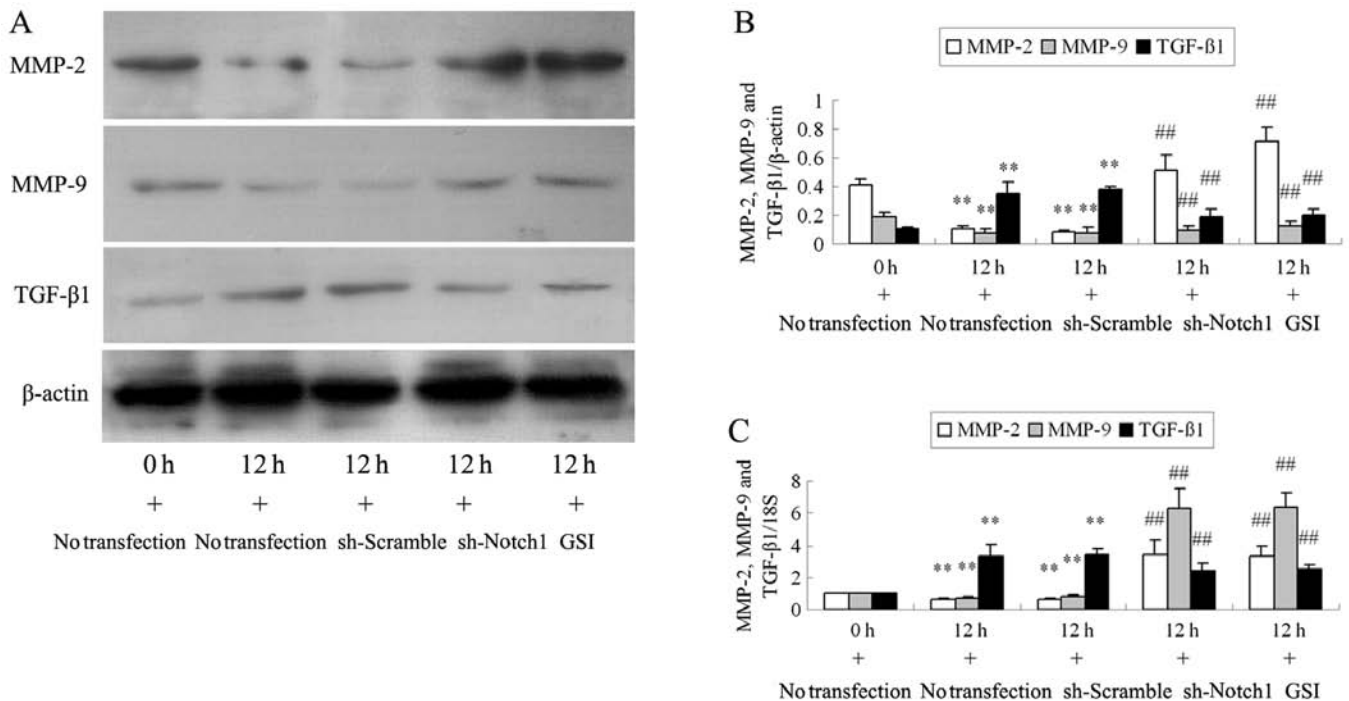 A
MMP-2
MMP-9
TGF-β1
β-actin
0 h 12 h 12 h 12 h 12 h
+ + + + +
No transfection No transfection sh-Scramble sh-Notch1 GSI
B
MMP-2 MMP-9 TGF-β1
MMP-2, MMP-9 and
TGF-β1/β-actin
1
0.8
0.6
0.4
0.2
0
** ** ** ** ** ** ## ## ## ## ## ##
0 h 12 h 12 h 12 h 12 h
+ + + + +
No transfection No transfection sh-Scramble sh-Notch1 GSI
C
MMP-2 MMP-9 TGF-β1
MMP-2, MMP-9 and
TGF-β1/18S
8
6
4
2
0
** ** ** ** ** ** ## ## ## ## ## ##
0 h 12 h 12 h 12 h 12 h
+ + + + +
No transfection No transfection sh-Scramble sh-Notch1 GSI